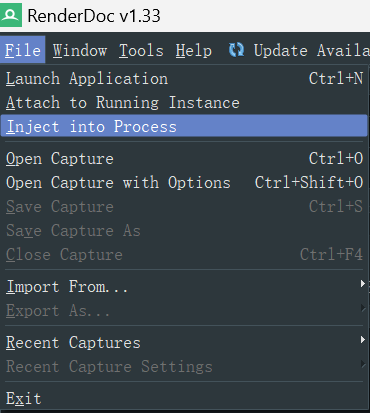 RenderDoc v1.33
File Window Tools Help Update Availa
Launch Application Ctrl+N
Attach to Running Instance
Inject into Process
Open Capture Ctrl+O
Open Capture with Options Ctrl+Shift+O
Save Capture Ctrl+S
Save Capture As
Close Capture Ctrl+F4
Import From...
Export As...
Recent Captures
Recent Capture Settings
Exit